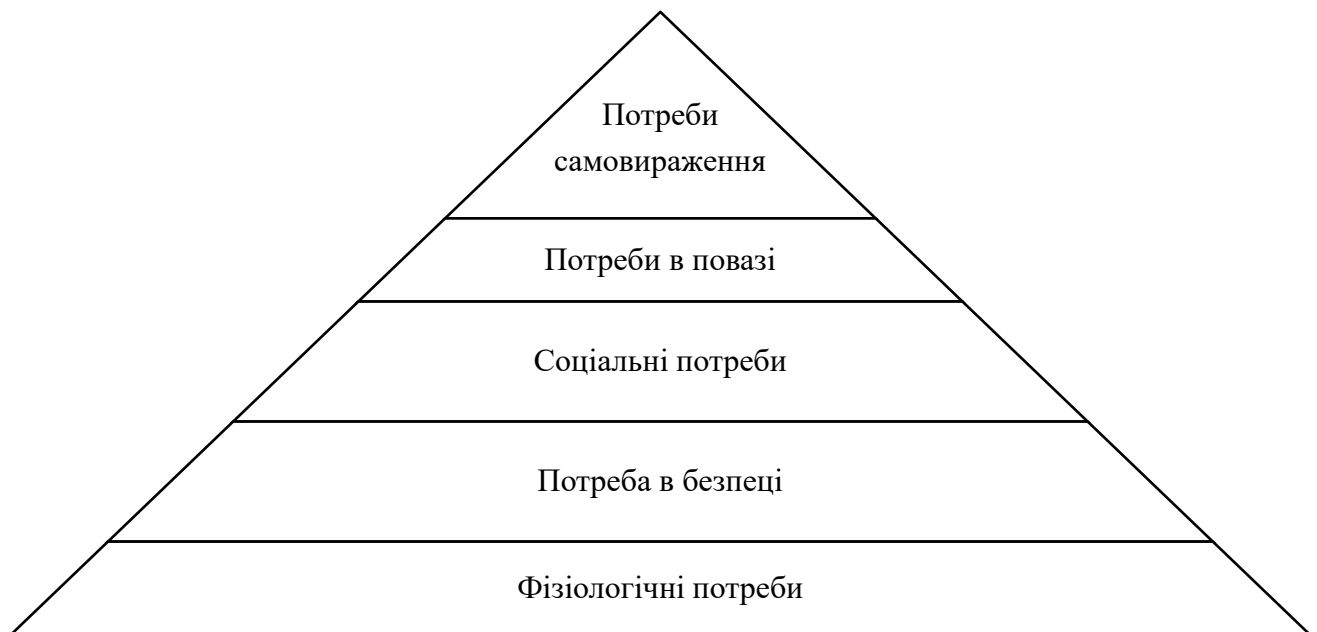 Потреби
самовираження
Потреби в повазі
Соціальні потреби
Потреба в безпеці
Фізіологічні потреби